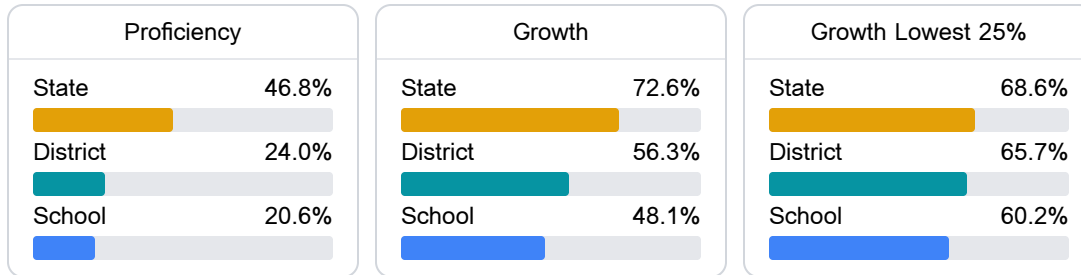 Proficiency
State 46.8%
District 24.0%
School 20.6%
Growth
State 72.6%
District 56.3%
School 48.1%
Growth Lowest 25%
State 68.6%
District 65.7%
School 60.2%